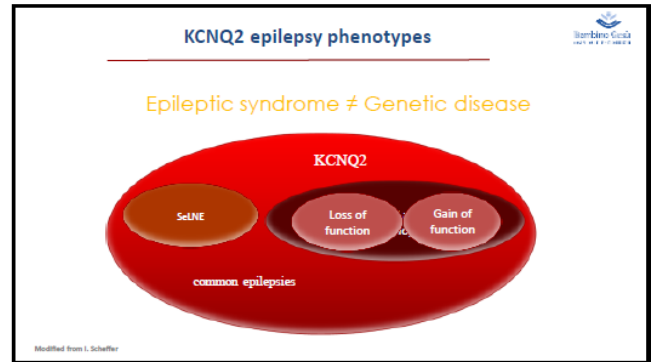 KCNQ2 epilepsy phenotypes
Bambino Gesù
Epileptic syndrome ≠ Genetic disease
KCNQ2
SeLNE
Loss of
function
Gain of
function
common epilepsies
Modified from I. Scheffer